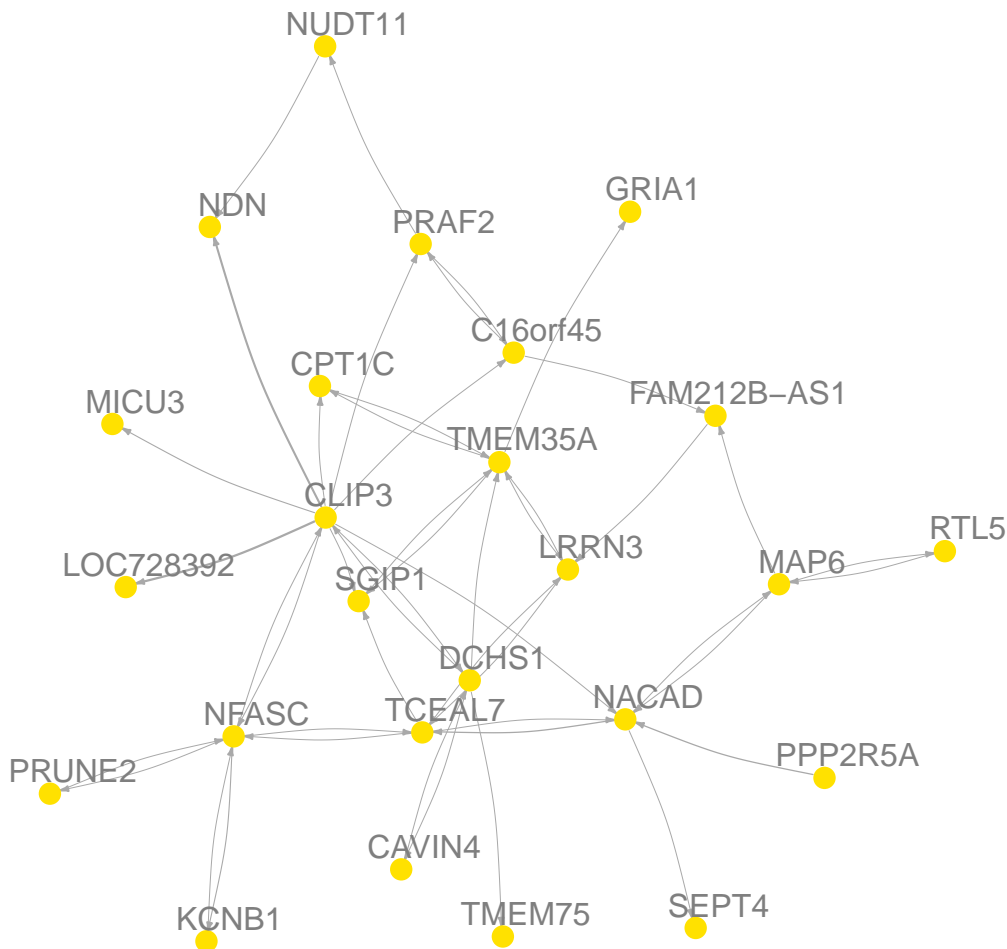 NUDT11
GRIA1
NDN
PRAF2
C16orf45
CPT1C
FAM212B−AS1
MICU3
TMEM35A
CLIP3
RTL5
LRRN3
MAP6
LOC728392
SGIP1
DCHS1
NACAD
NFASC
TCEAL7
PPP2R5A
PRUNE2
CAVIN4
SEPT4
KCNB1
TMEM75